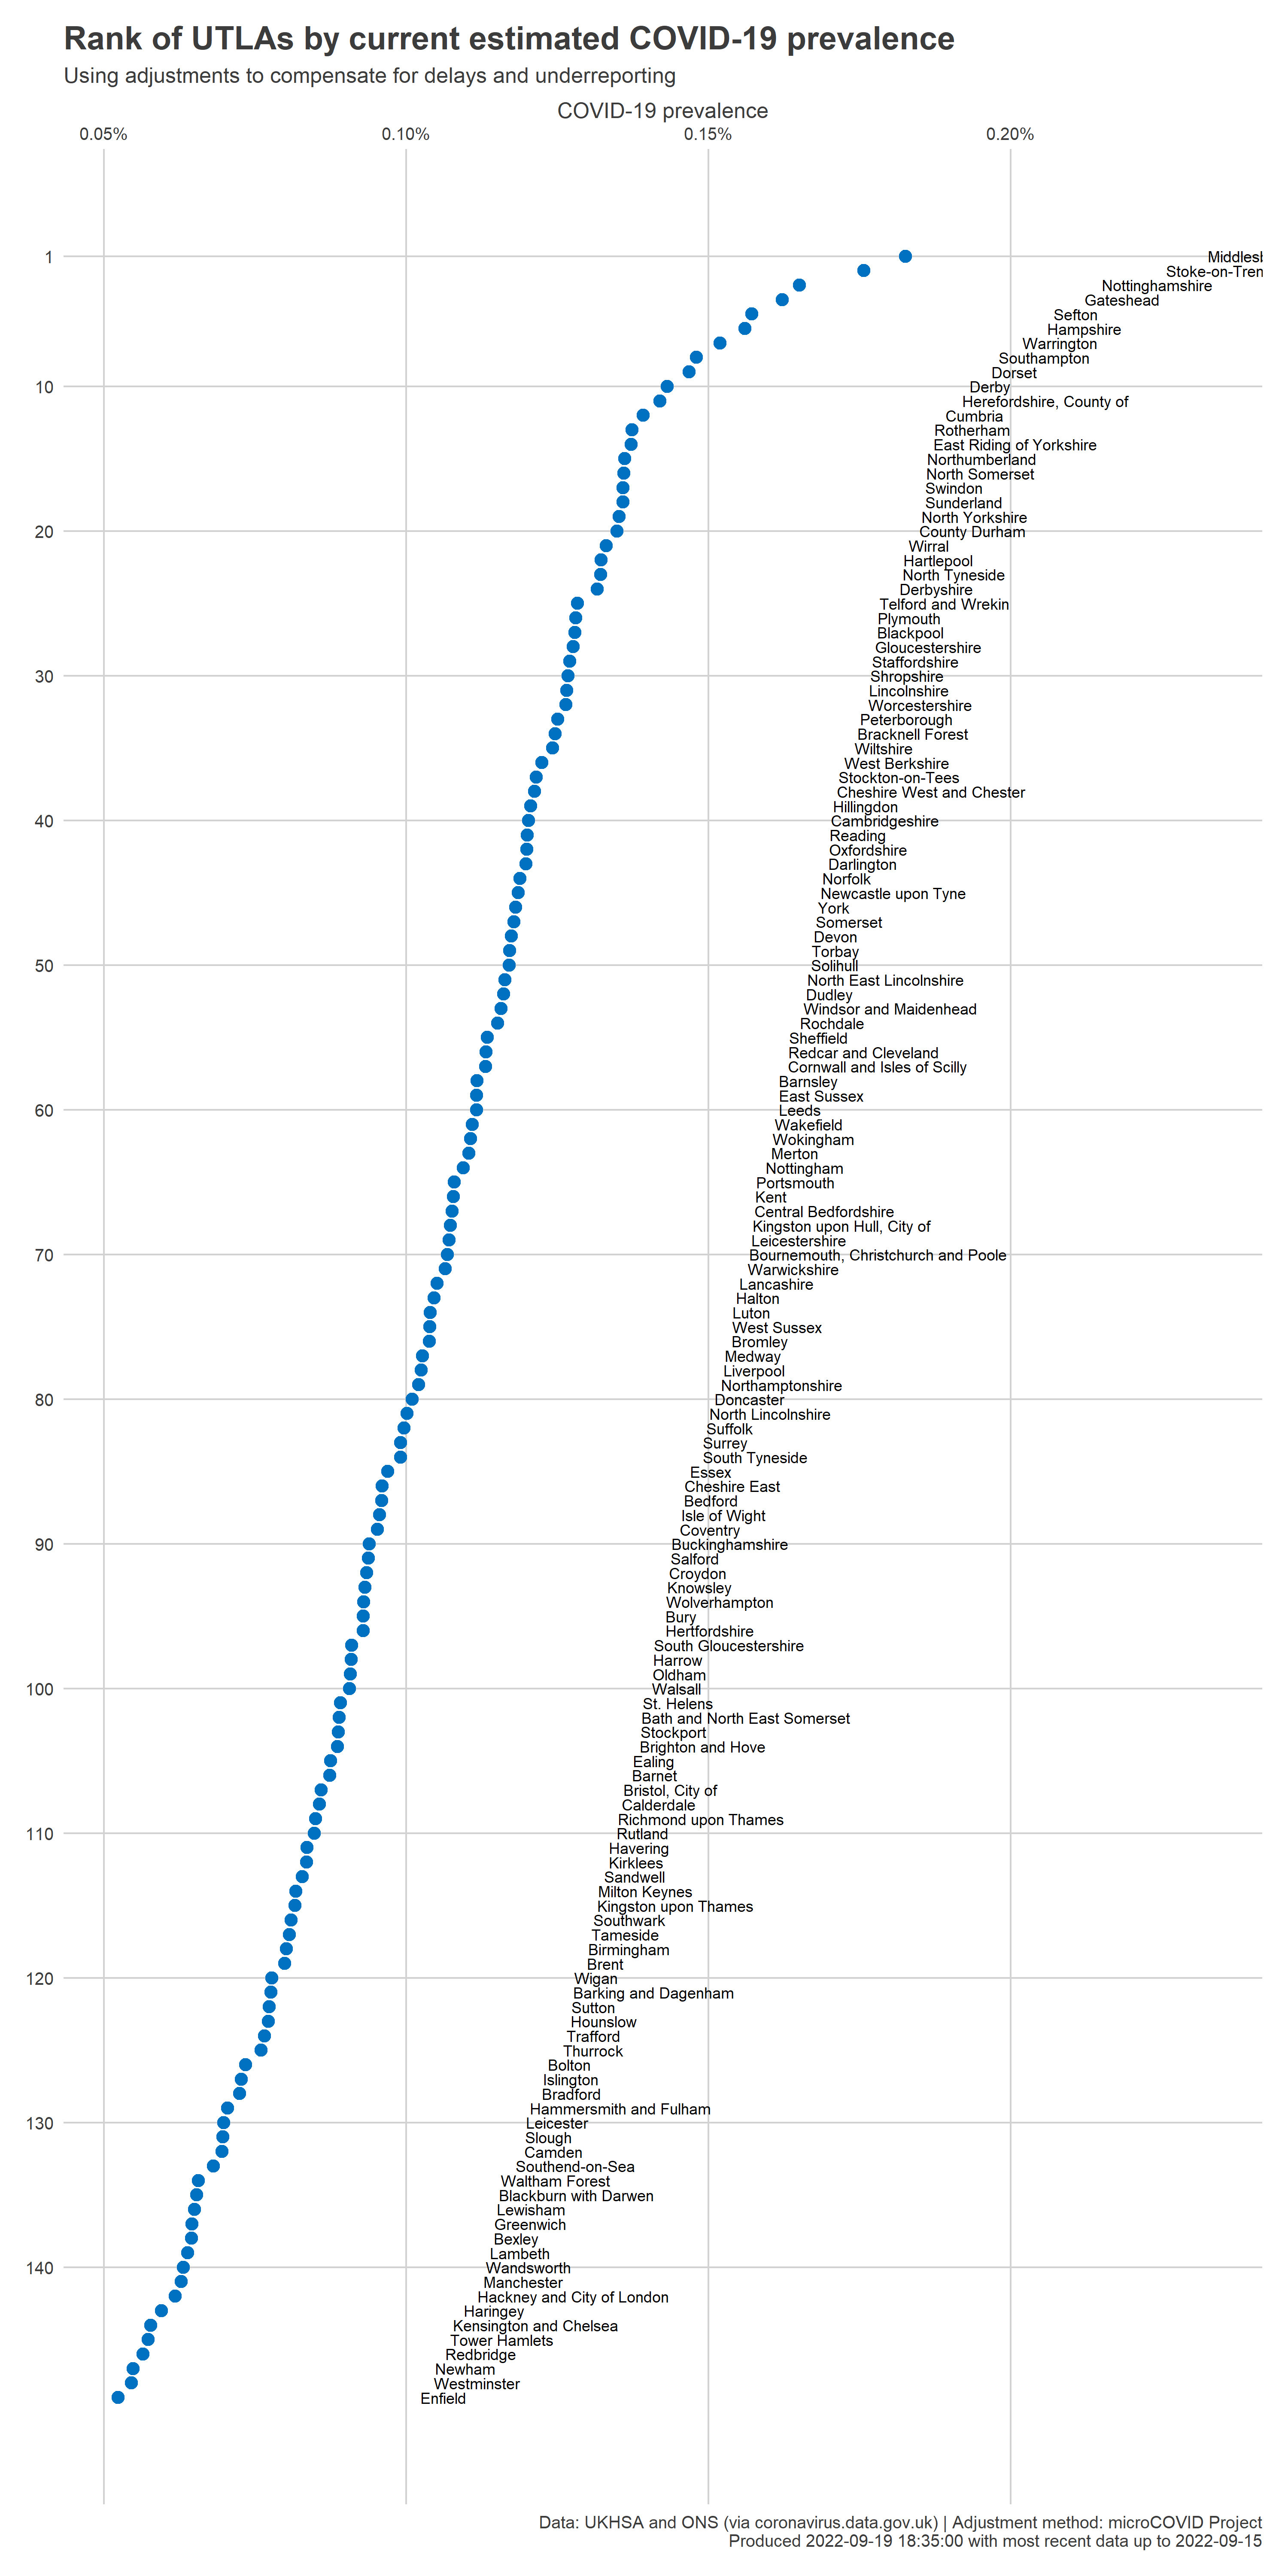 Rank of UTLAs by current estimated COVID-19 prevalence
Using adjustments to compensate for delays and underreporting
COVID-19 prevalence
0.05% 0.10% 0.15% 0.20%
1 Middlesb
Stoke-on-Tren
Nottinghamshire
Gateshead
Sefton
Hampshire
Warrington
Southampton
Dorset
10 Derby
Herefordshire, County of
Cumbria
Rotherham
East Riding of Yorkshire
Northumberland
North Somerset
Swindon
Sunderland
North Yorkshire
20 County Durham
Wirral
Hartlepool
North Tyneside
Derbyshire
Telford and Wrekin
Plymouth
Blackpool
Gloucestershire
Staffordshire
30 Shropshire
Lincolnshire
Worcestershire
Peterborough
Bracknell Forest
Wiltshire
West Berkshire
Stockton-on-Tees
Cheshire West and Chester
Hillingdon
40 Cambridgeshire
Reading
Oxfordshire
Darlington
Norfolk
Newcastle upon Tyne
York
Somerset
Devon
Torbay
50 Solihull
North East Lincolnshire
Dudley
Windsor and Maidenhead
Rochdale
Sheffield
Redcar and Cleveland
Cornwall and Isles of Scilly
Barnsley
East Sussex
60 Leeds
Wakefield
Wokingham
Merton
Nottingham
Portsmouth
Kent
Central Bedfordshire
Kingston upon Hull, City of
Leicestershire
70 Bournemouth, Christchurch and Poole
Warwickshire
Lancashire
Halton
Luton
West Sussex
Bromley
Medway
Liverpool
Northamptonshire
80 Doncaster
North Lincolnshire
Suffolk
Surrey
South Tyneside
Essex
Cheshire East
Bedford
Isle of Wight
Coventry
90 Buckinghamshire
Salford
Croydon
Knowsley
Wolverhampton
Bury
Hertfordshire
South Gloucestershire
Harrow
Oldham
100 Walsall
St. Helens
Bath and North East Somerset
Stockport
Brighton and Hove
Ealing
Barnet
Bristol, City of
Calderdale
Richmond upon Thames
110 Rutland
Havering
Kirklees
Sandwell
Milton Keynes
Kingston upon Thames
Southwark
Tameside
Birmingham
Brent
120 Wigan
Barking and Dagenham
Sutton
Hounslow
Trafford
Thurrock
Bolton
Islington
Bradford
Hammersmith and Fulham
130 Leicester
Slough
Camden
Southend-on-Sea
Waltham Forest
Blackburn with Darwen
Lewisham
Greenwich
Bexley
Lambeth
140 Wandsworth
Manchester
Hackney and City of London
Haringey
Kensington and Chelsea
Tower Hamlets
Redbridge
Newham
Westminster
Enfield
Data: UKHSA and ONS (via coronavirus.data.gov.uk) | Adjustment method: microCOVID Project
Produced 2022-09-19 18:35:00 with most recent data up to 2022-09-15